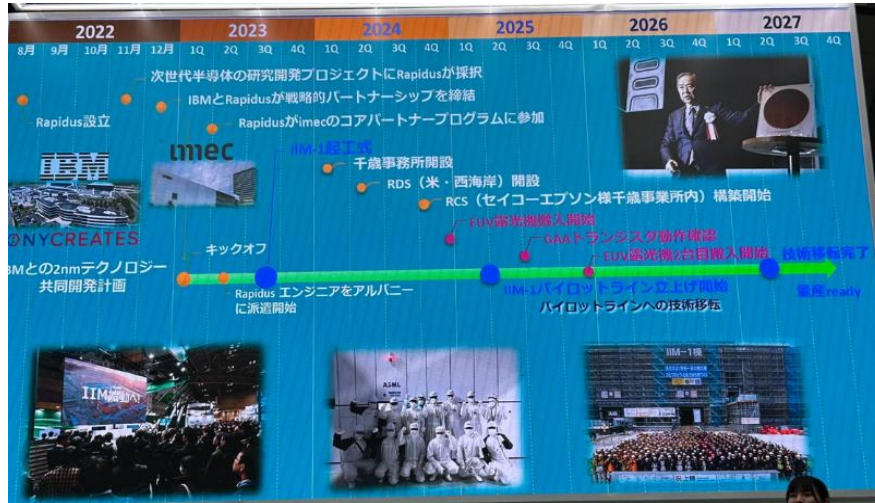 2022 2023 2024 2025 2026 2027
8月 9月 10月 11月 12月 1Q 2Q 3Q 4Q 1Q 2Q 3Q 4Q 1Q 2Q 3Q 4Q 1Q 2Q 3Q 4Q 1Q 2Q 3Q 4Q
次世代半導体の研究開発プロジェクトにRapidusが採択
IBMとRapidusが戦略的パートナーシップを締結
Rapidus設立
Rapidusがimecのコアパートナープログラムに参加
IBM
imec
IIM-1起工式
千歳事務所開設
RDS(米・西海岸)開設
RCS(セイコーエプソン様千歳事業所内)構築開始
EUV露光機搬入開始
NYCREATES
GAAトランジスタ動作確認
キックオフ
EUV露光機2台目搬入開始
技術移転完了
BMとの2nmテクノロジー
共同開発計画
Rapidus エンジニアをアルバニー
に派遣開始
IIM-1パイロットライン立上げ開始
パイロットラインへの技術移転
量産ready
IIM始動へ!
ASML
IIM-1棟